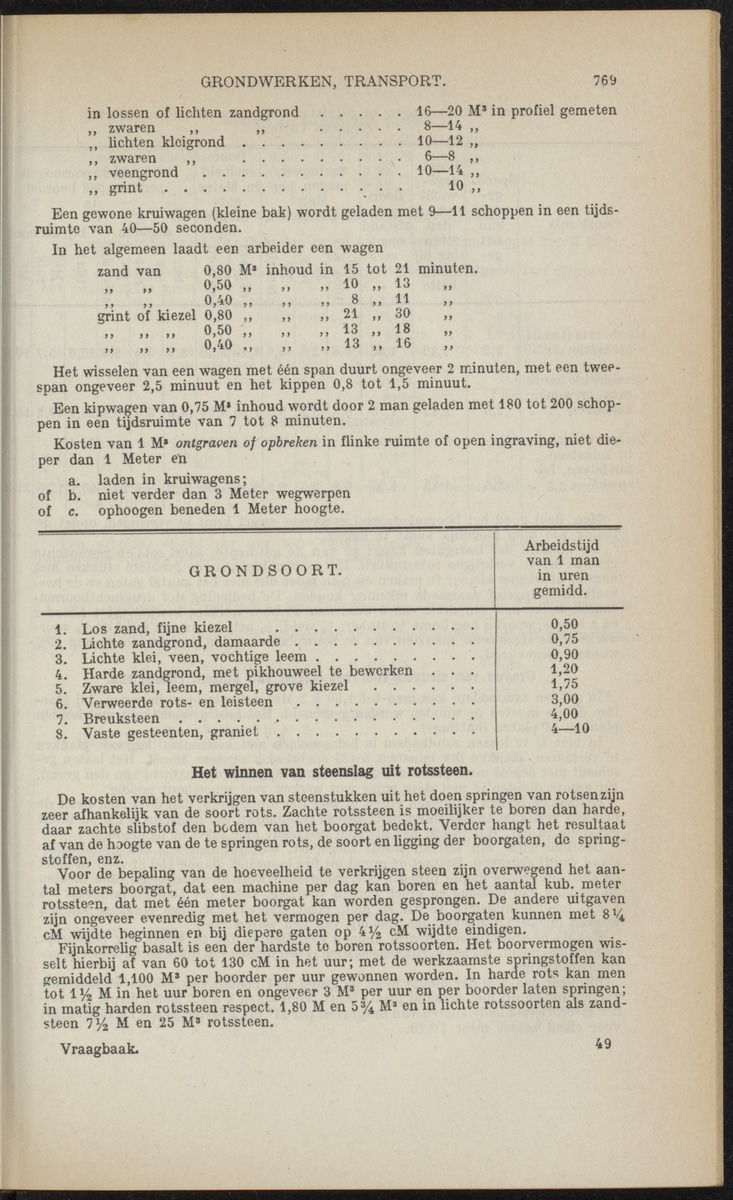 GRONDWERKEN, TRANSPORT. 769
in lossen of lichten zandgrond . . . . . 16—20 M³ in profiel gemeten
,, zwaren ,, ,, . . . . . 8—14 ,,
,, lichten kleigrond . . . . . . . . . 10—12 ,,
,, zwaren ,, . . . . . . . . . 6—8 ,,
,, veengrond . . . . . . . . . . . 10—14 ,,
,, grint . . . . . . . . . . . . . 10 ,,
Een gewone kruiwagen (kleine bak) wordt geladen met 9—11 schoppen in een tijds-
ruimte van 40—50 seconden.
In het algemeen laadt een arbeider een wagen
zand van 0,80 M³ inhoud in 15 tot 21 minuten.
,, ,, 0,50 ,, ,, ,, 10 ,, 13 ,,
,, ,, 0,40 ,, ,, ,, 8 ,, 11 ,,
grint of kiezel 0,80 ,, ,, ,, 21 ,, 30 ,,
,, ,, ,, 0,50 ,, ,, ,, 13 ,, 18 ,,
,, ,, ,, 0,40 ,, ,, ,, 13 ,, 16 ,,
Het wisselen van een wagen met één span duurt ongeveer 2 minuten, met een twee-
span ongeveer 2,5 minuut en het kippen 0,8 tot 1,5 minuut.
Een kipwagen van 0,75 M³ inhoud wordt door 2 man geladen met 180 tot 200 schop-
pen in een tijdsruimte van 7 tot 8 minuten.
Kosten van 1 M³ ontgraven of opbreken in flinke ruimte of open ingraving, niet die-
per dan 1 Meter en
a. laden in kruiwagens;
of b. niet verder dan 3 Meter wegwerpen
of c. ophoogen beneden 1 Meter hoogte.
GRONDSOORT.
Arbeidstijd
van 1 man
in uren
gemidd.
1. Los zand, fijne kiezel . . . . . . . . . . . 0,50
2. Lichte zandgrond, damaarde . . . . . . . . . . 0,75
3. Lichte klei, veen, vochtige leem . . . . . . . . . 0,90
4. Harde zandgrond, met pikhouweel te bewerken . . . 1,20
5. Zware klei, leem, mergel, grove kiezel . . . . . . 1,75
6. Verweerde rots- en leisteen . . . . . . . . . . 3,00
7. Breuksteen . . . . . . . . . . . . . . . . 4,00
8. Vaste gesteenten, graniet . . . . . . . . . . . 4—10
Het winnen van steenslag uit rotssteen.
De kosten van het verkrijgen van steenstukken uit het doen springen van rotsen zijn
zeer afhankelijk van de soort rots. Zachte rotssteen is moeilijker te boren dan harde,
daar zachte slibstof den bodem van het boorgat bedekt. Verder hangt het resultaat
af van de hoogte van de te springen rots, de soort en ligging der boorgaten, de spring-
stoffen, enz.
Voor de bepaling van de hoeveelheid te verkrijgen steen zijn overwegend het aan-
tal meters boorgat, dat een machine per dag kan boren en het aantal kub. meter
rotssteen, dat met één meter boorgat kan worden gesprongen. De andere uitgaven
zijn ongeveer evenredig met het vermogen per dag. De boorgaten kunnen met 8¼
cM wijdte beginnen en bij diepere gaten op 4½ cM wijdte eindigen.
Fijnkorrelig basalt is een der hardste te boren rotssoorten. Het boorvermogen wis-
selt hierbij af van 60 tot 130 cM in het uur; met de werkzaamste springstoffen kan
gemiddeld 1,100 M³ per boorder per uur gewonnen worden. In harde rots kan men
tot 1½ M in het uur boren en ongeveer 3 M³ per uur en per boorder laten springen;
in matig harden rotssteen respect. 1,80 M en 5¾ M³ en in lichte rotssoorten als zand-
steen 7½ M en 25 M³ rotssteen.
Vraagbaak. 49